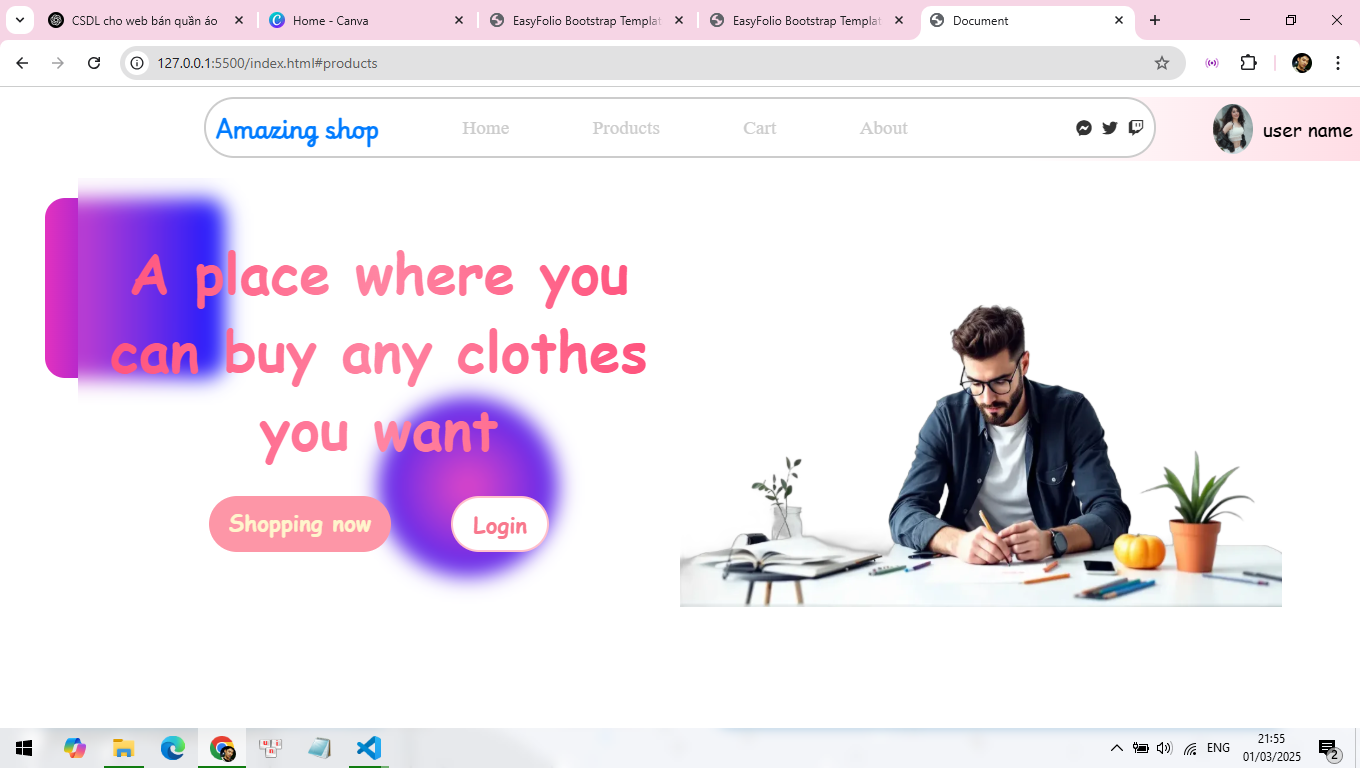 CSDL cho web bán quần áo
Home - Canva
EasyFolio Bootstrap Templat
EasyFolio Bootstrap Templat
Document
127.0.0.1:5500/index.html#products
Amazing shop
Home
Products
Cart
About
user name
A place where you
can buy any clothes
you want
Shopping now
Login
ENG
21:55
01/03/2025
2